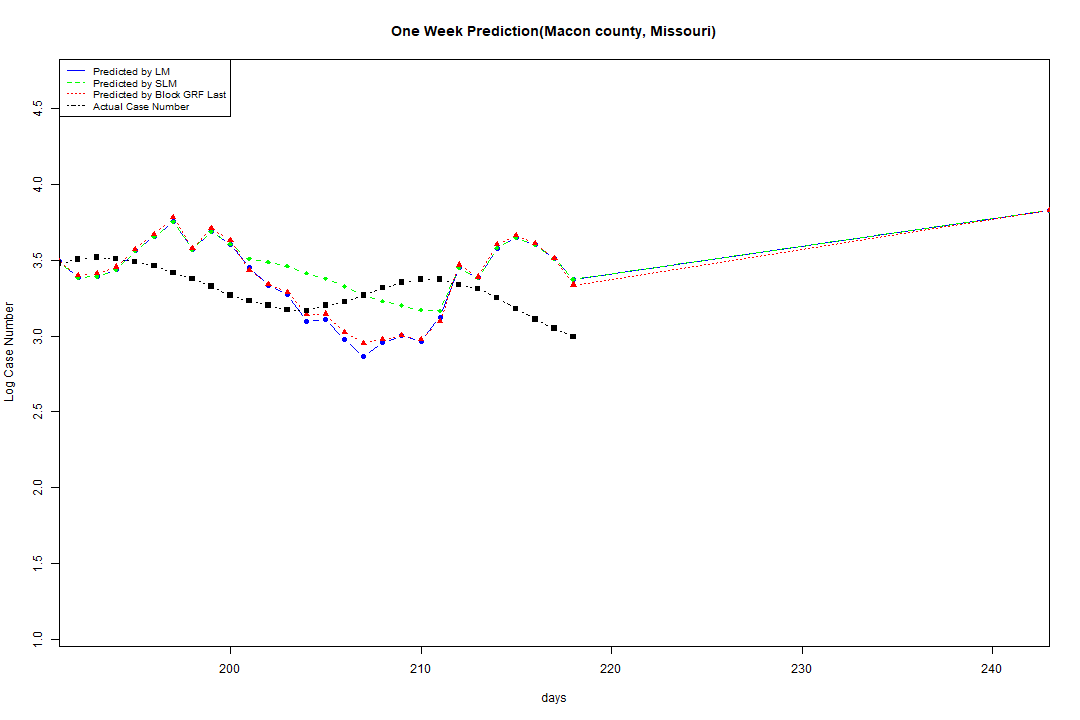 One Week Prediction(Macon county, Missouri)
Predicted by LM
Predicted by SLM
Predicted by Block GRF Last
Actual Case Number
4.5
4.0
3.5
3.0
2.5
2.0
1.5
1.0
Log Case Number
200 210 220 230 240
days